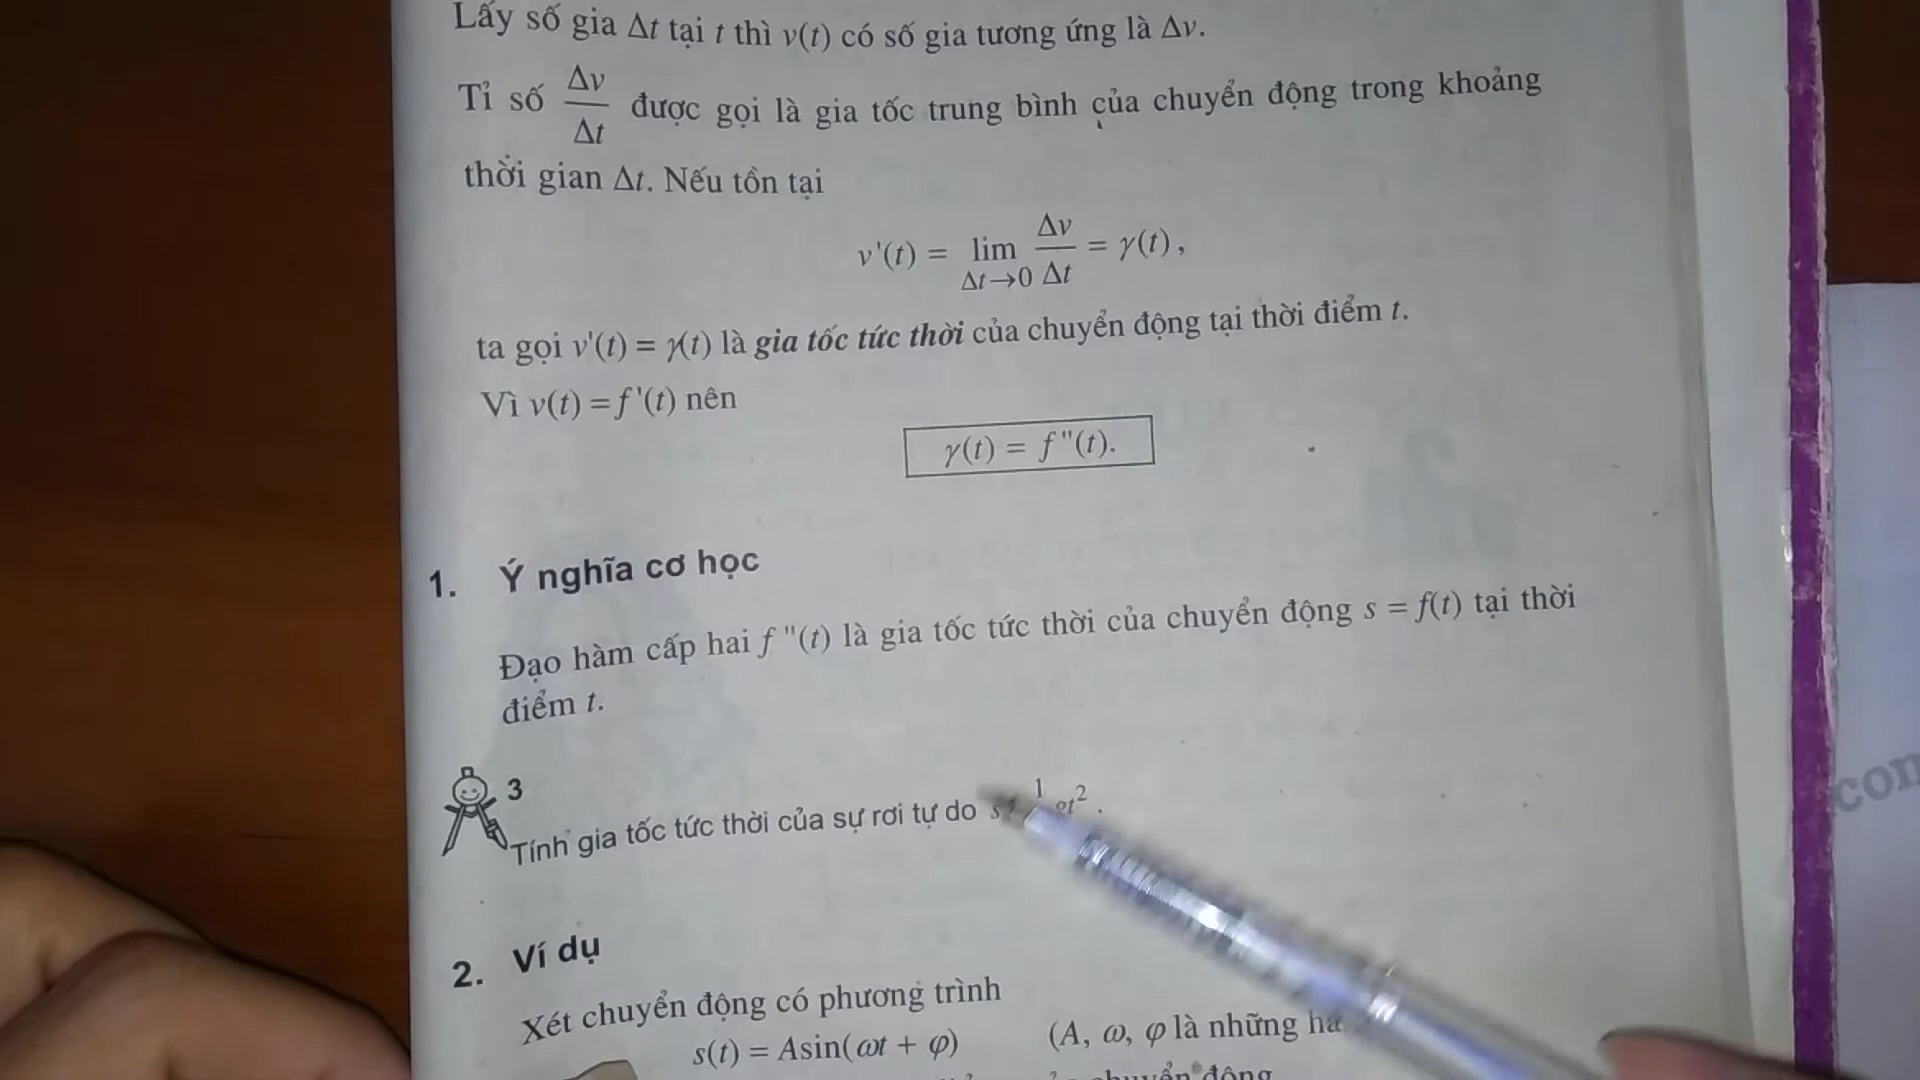 Lấy số gia Δt tại t thì v(t) có số gia tương ứng là Δv.
Tỉ số Δv/Δt được gọi là gia tốc trung bình của chuyển động trong khoảng
thời gian Δt. Nếu tồn tại
v'(t) = lim Δt→0 Δv/Δt = γ(t),
ta gọi v'(t) = γ(t) là gia tốc tức thời của chuyển động tại thời điểm t.
Vì v(t) = f'(t) nên
γ(t) = f"(t).
1. Ý nghĩa cơ học
Đạo hàm cấp hai f"(t) là gia tốc tức thời của chuyển động s = f(t) tại thời
điểm t.
3
Tính gia tốc tức thời của sự rơi tự do s 1 gt².
2. Ví dụ
Xét chuyển động có phương trình
s(t) = Asin(ωt + φ) (A, ω, φ là những
chuyển động
con